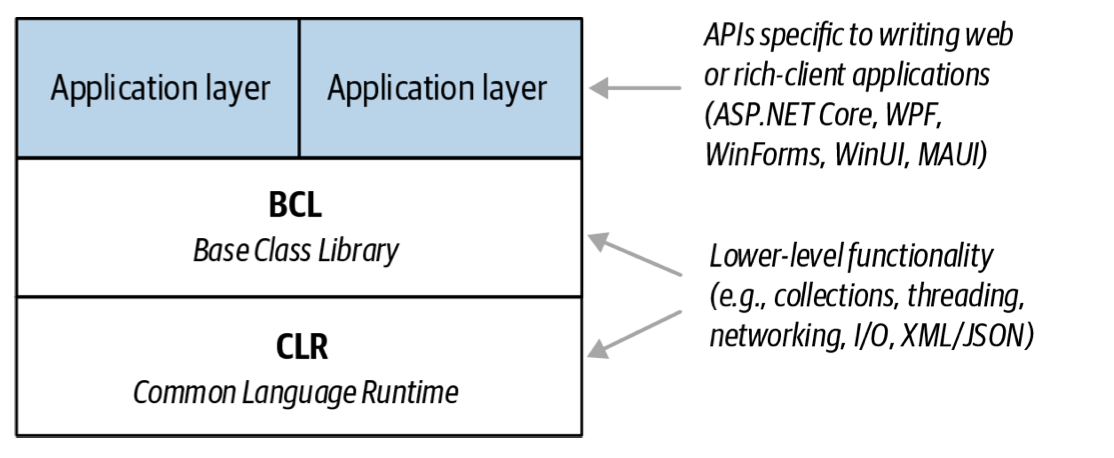 Application layer
Application layer
APIs specific to writing web
or rich-client applications
(ASP.NET Core, WPF,
WinForms, WinUI, MAUI)
BCL
Base Class Library
Lower-level functionality
(e.g., collections, threading,
networking, I/O, XML/JSON)
CLR
Common Language Runtime